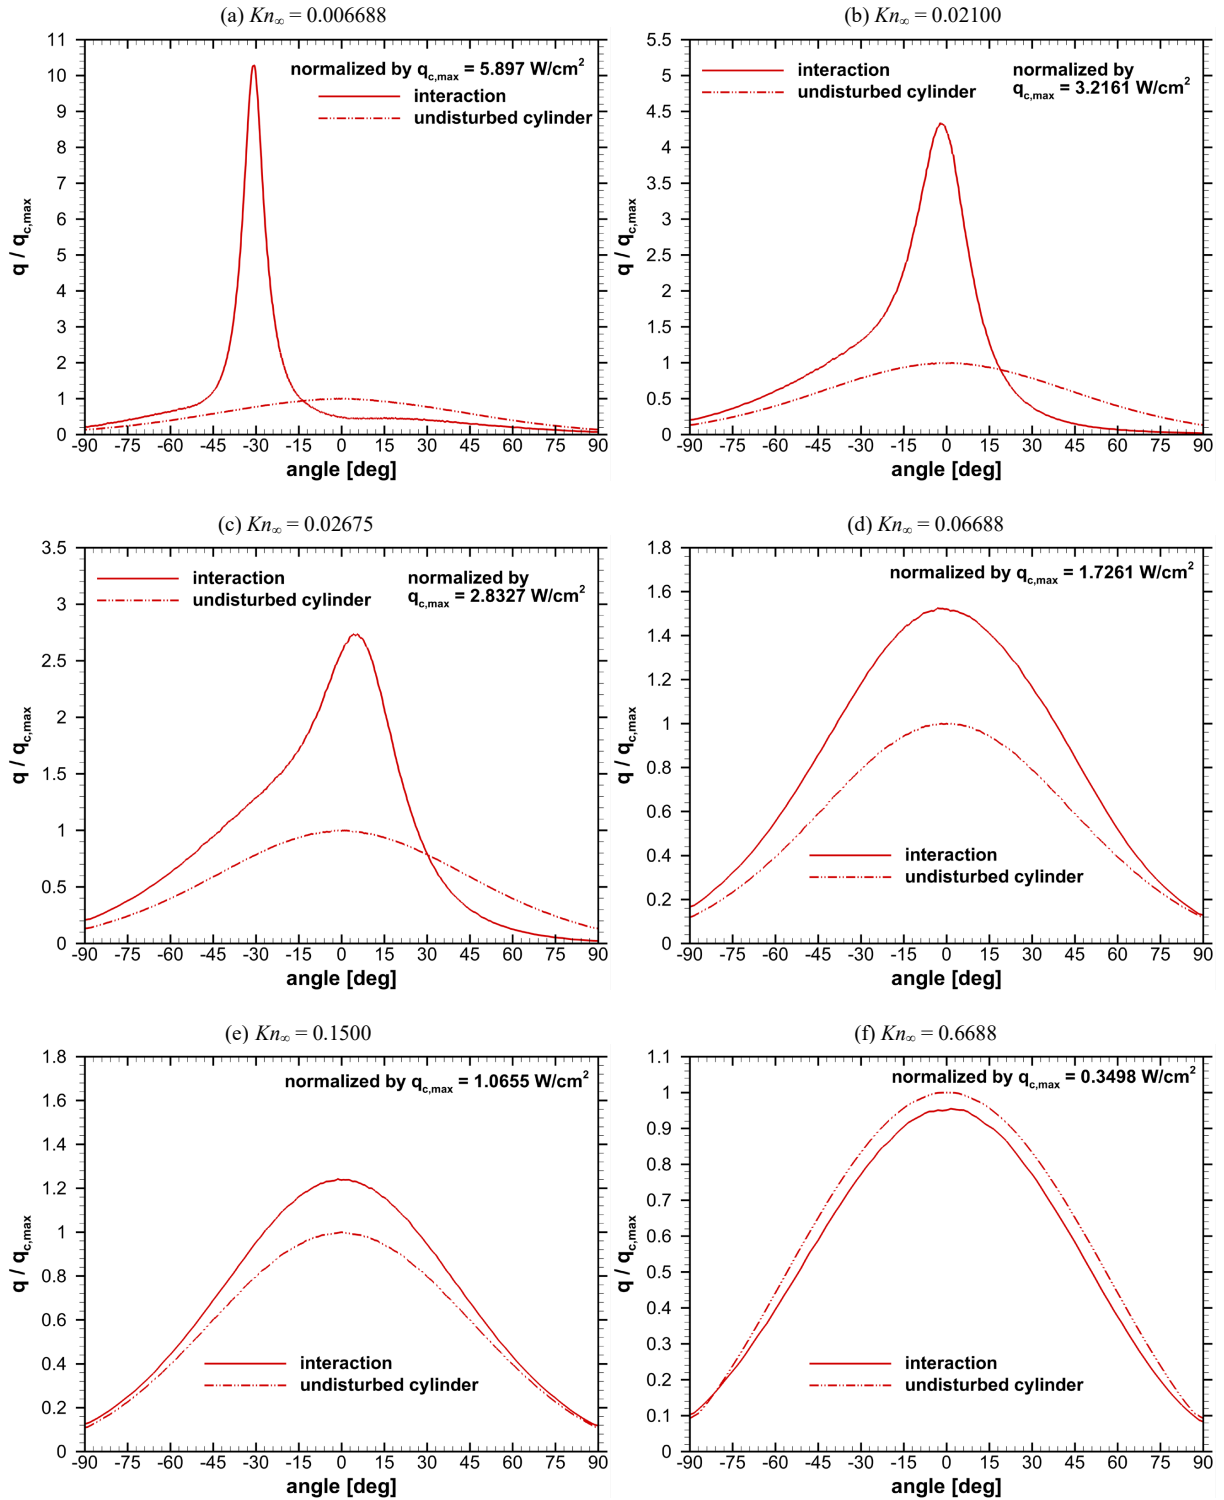 (a) Kn∞ = 0.006688
11
10
9
8
7
6
5
4
3
2
1
0
q / qc,max
normalized by qc,max = 5.897 W/cm2
interaction
undisturbed cylinder
-90 -75 -60 -45 -30 -15 0 15 30 45 60 75 90
angle [deg]
(b) Kn∞ = 0.02100
5.5
5
4.5
4
3.5
3
2.5
2
1.5
1
0.5
0
q / qc,max
interaction
undisturbed cylinder
normalized by
qc,max = 3.2161 W/cm2
-90 -75 -60 -45 -30 -15 0 15 30 45 60 75 90
angle [deg]
(c) Kn∞ = 0.02675
3.5
3
2.5
2
1.5
1
0.5
0
q / qc,max
interaction
undisturbed cylinder
normalized by
qc,max = 2.8327 W/cm2
-90 -75 -60 -45 -30 -15 0 15 30 45 60 75 90
angle [deg]
(d) Kn∞ = 0.06688
1.8
1.6
1.4
1.2
1
0.8
0.6
0.4
0.2
0
q / qc,max
normalized by qc,max = 1.7261 W/cm2
interaction
undisturbed cylinder
-90 -75 -60 -45 -30 -15 0 15 30 45 60 75 90
angle [deg]
(e) Kn∞ = 0.1500
1.8
1.6
1.4
1.2
1
0.8
0.6
0.4
0.2
0
q / qc,max
normalized by qc,max = 1.0655 W/cm2
interaction
undisturbed cylinder
-90 -75 -60 -45 -30 -15 0 15 30 45 60 75 90
angle [deg]
(f) Kn∞ = 0.6688
1.1
1
0.9
0.8
0.7
0.6
0.5
0.4
0.3
0.2
0.1
0
q / qc,max
normalized by qc,max = 0.3498 W/cm2
interaction
undisturbed cylinder
-90 -75 -60 -45 -30 -15 0 15 30 45 60 75 90
angle [deg]